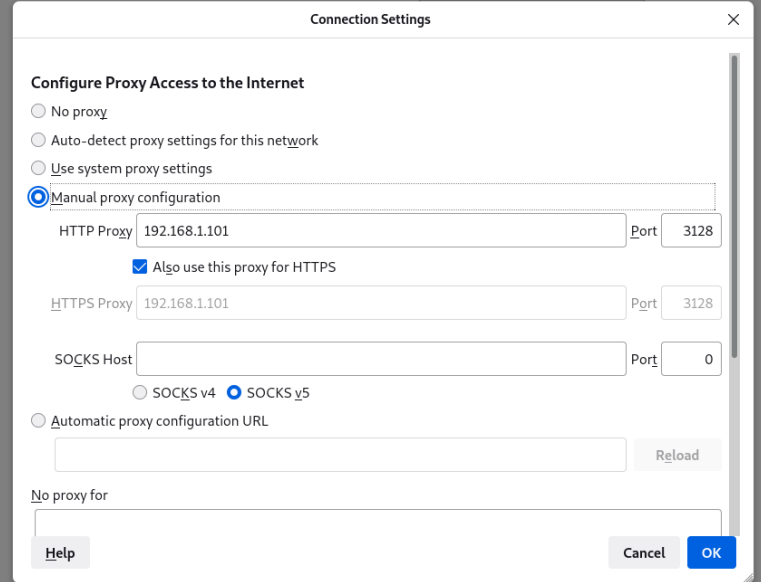 Connection Settings
Configure Proxy Access to the Internet
No proxy
Auto-detect proxy settings for this network
Use system proxy settings
Manual proxy configuration
HTTP Proxy 192.168.1.101 Port 3128
Also use this proxy for HTTPS
HTTPS Proxy 192.168.1.101 Port 3128
SOCKS Host Port 0
SOCKS v4 SOCKS v5
Automatic proxy configuration URL
Reload
No proxy for
Help Cancel OK